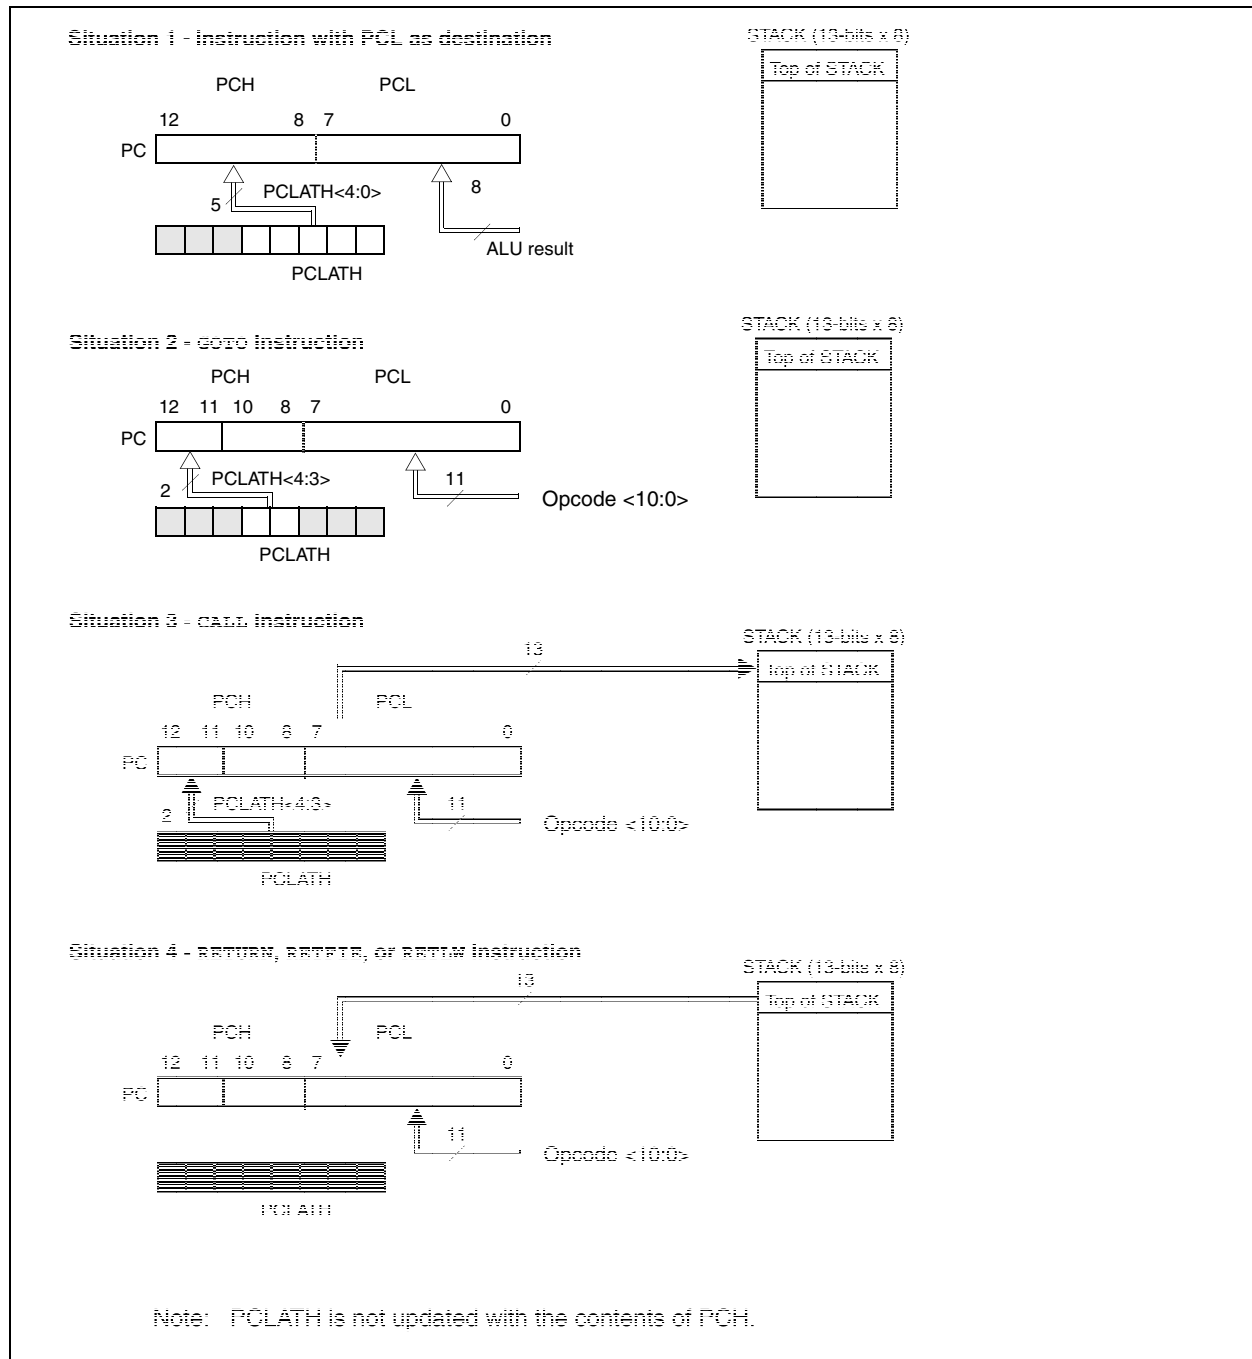 Situation 1 - Instruction with PCL as destination
STACK (13-bits x 8)
Top of STACK
PCH PCL
12 8 7 0
PC
5 PCLATH<4:0> 8
ALU result
PCLATH
Situation 2 - GOTO Instruction
STACK (13-bits x 8)
Top of STACK
PCH PCL
12 11 10 8 7 0
PC
2 PCLATH<4:3> 11
Opcode <10:0>
PCLATH
Situation 3 - CALL Instruction
STACK (13-bits x 8)
13
Top of STACK
PCH PCL
12 11 10 8 7 0
PC
2 PCLATH<4:3> 11
Opcode <10:0>
PCLATH
Situation 4 - RETURN, RETFIE, or RETLW Instruction
STACK (13-bits x 8)
13
Top of STACK
PCH PCL
12 11 10 8 7 0
PC
11
Opcode <10:0>
PCLATH
Note: PCLATH is not updated with the contents of PCH.